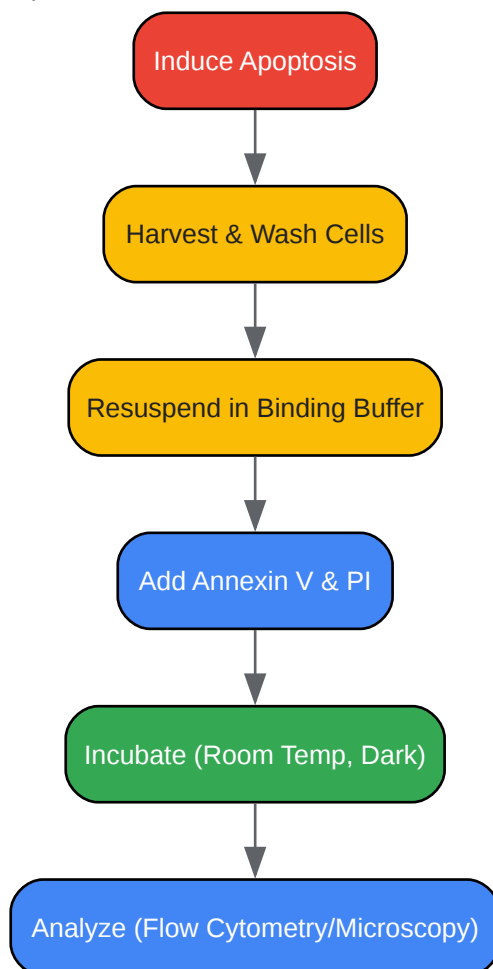 Induce Apoptosis
Harvest & Wash Cells
Resuspend in Binding Buffer
Add Annexin V & PI
Incubate (Room Temp, Dark)
Analyze (Flow Cytometry/Microscopy)